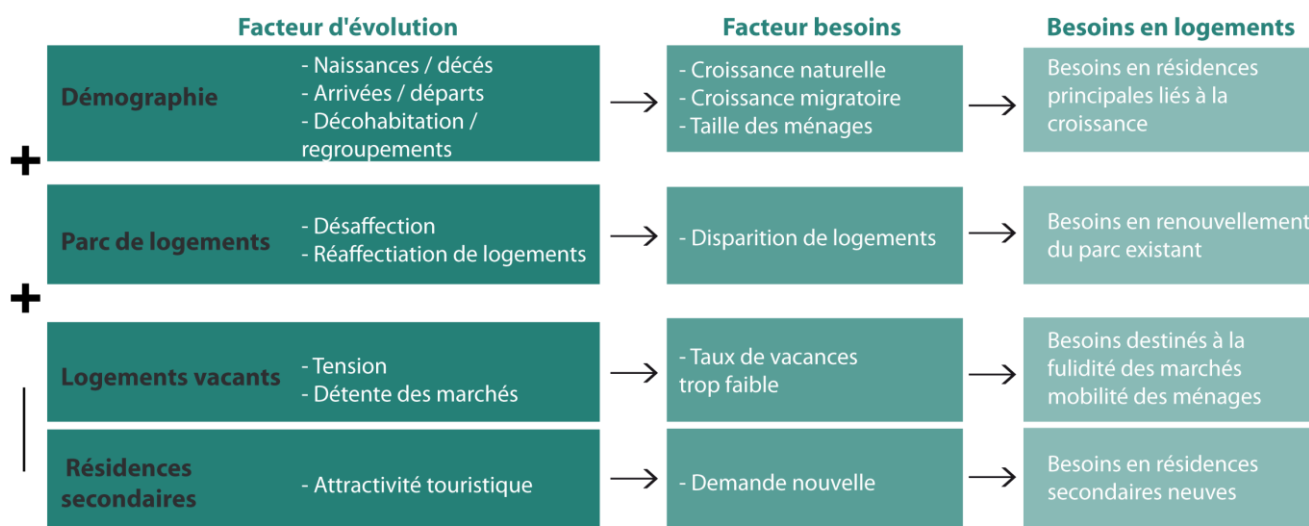 Facteur d'évolution
Facteur besoins
Besoins en logements
Démographie
- Naissances / décés
- Arrivées / départs
- Décohabitation /
regroupements
- Croissance naturelle
- Croissance migratoire
- Taille des ménages
Besoins en résidences
principales liés à la
croissance
+
Parc de logements
- Désaffection
- Réaffectiation de logements
- Disparition de logements
Besoins en renouvellement
du parc existant
+
Logements vacants
- Tension
- Détente des marchés
- Taux de vacances
trop faible
Besoins destinés à la
fulidité des marchés
mobilité des ménages
Résidences
secondaires
- Attractivité touristique
- Demande nouvelle
Besoins en résidences
secondaires neuves